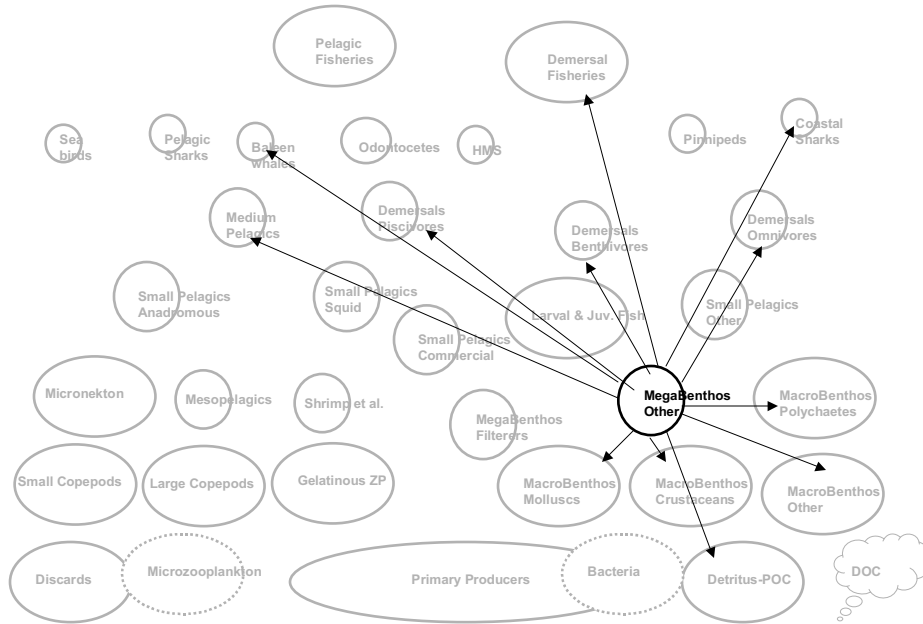 Pelagic
Fisheries
Demersal
Fisheries
Sea
birds
Pelagic
Sharks
Baleen
whales
Odontocetes
HMS
Pinnipeds
Coastal
Sharks
Medium
Pelagics
Demersals
Piscivores
Demersals
Benthivores
Demersals
Omnivores
Small Pelagics
Anadromous
Small Pelagics
Squid
Small Pelagics
Commercial
Larval & Juv. Fish
Small Pelagics
Other
Micronekton
Mesopelagics
Shrimp et al.
MegaBenthos
Filterers
MegaBenthos
Other
MacroBenthos
Polychaetes
Small Copepods
Large Copepods
Gelatinous ZP
MacroBenthos
Molluscs
MacroBenthos
Crustaceans
MacroBenthos
Other
Discards
Microzooplankton
Primary Producers
Bacteria
Detritus-POC
DOC